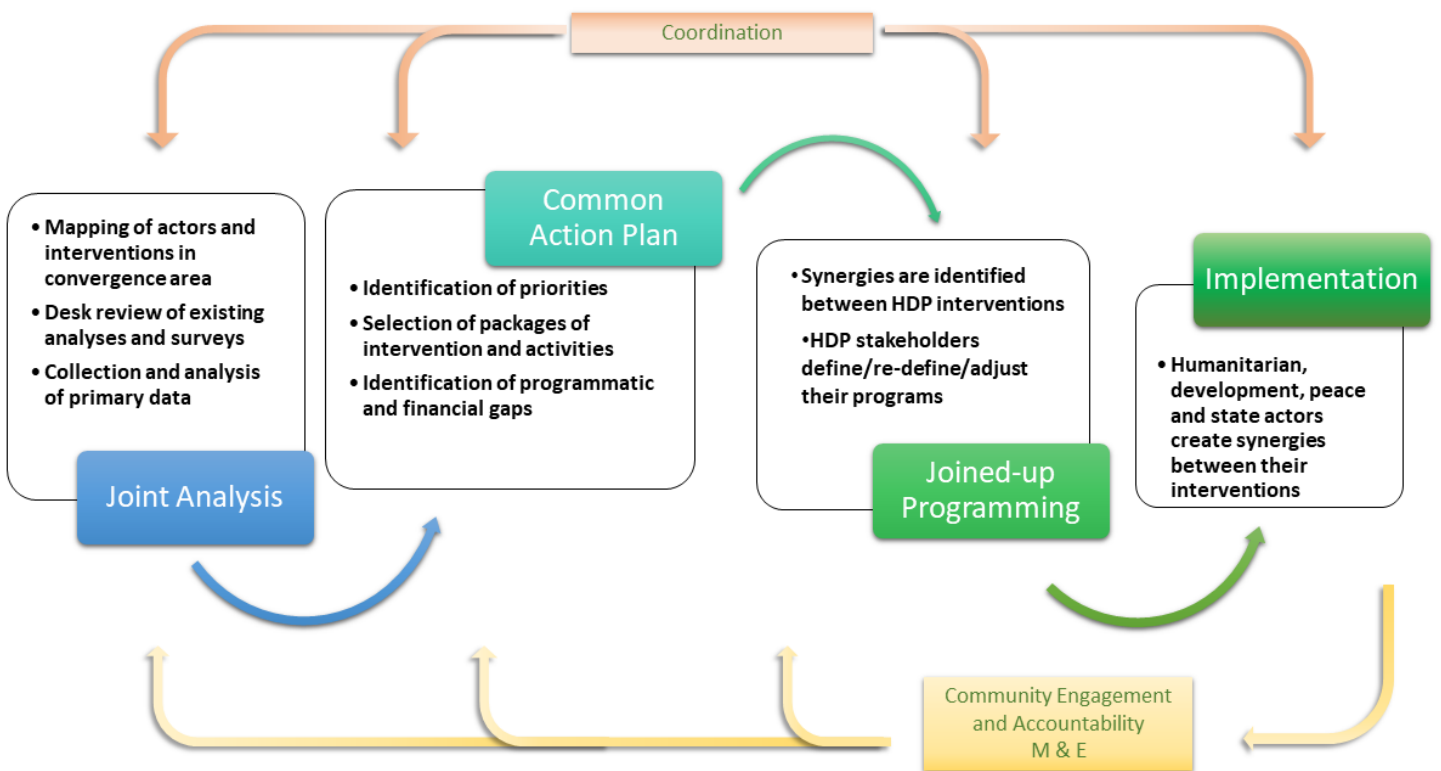 Coordination
• Mapping of actors and
interventions in
convergence area
• Desk review of existing
analyses and surveys
• Collection and analysis
of primary data
Joint Analysis
Common
Action Plan
• Identification of priorities
• Selection of packages of
intervention and activities
• Identification of programmatic
and financial gaps
• Synergies are identified
between HDP interventions
• HDP stakeholders
define/re-define/adjust
their programs
Joined-up
Programming
Implementation
• Humanitarian,
development, peace
and state actors
create synergies
between their
interventions
Community Engagement
and Accountability
M & E